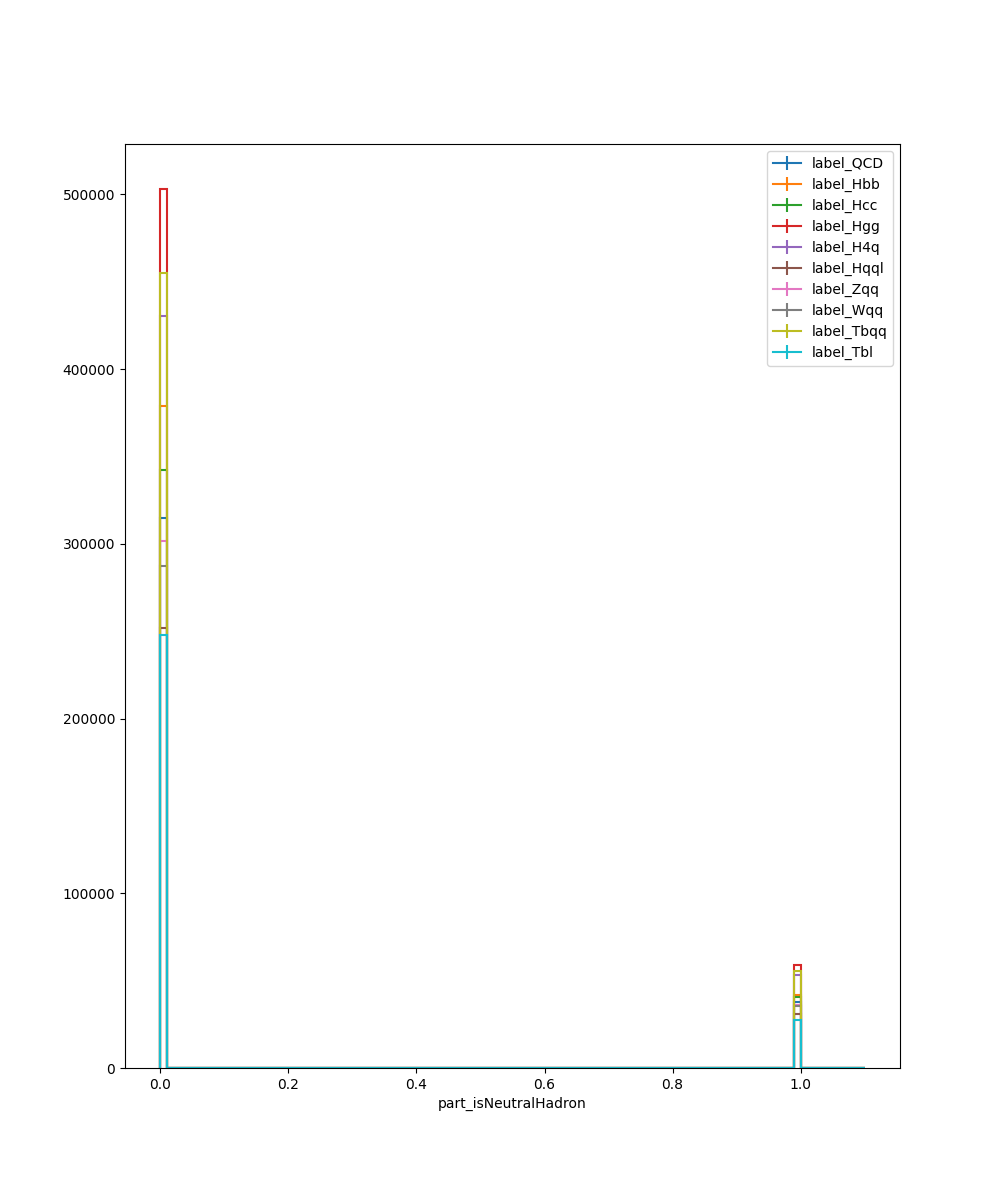 500000
400000
300000
200000
100000
0
0.0 0.2 0.4 0.6 0.8 1.0
part_isNeutralHadron
label_QCD
label_Hbb
label_Hcc
label_Hgg
label_H4q
label_Hqql
label_Zqq
label_Wqq
label_Tbqq
label_Tbl